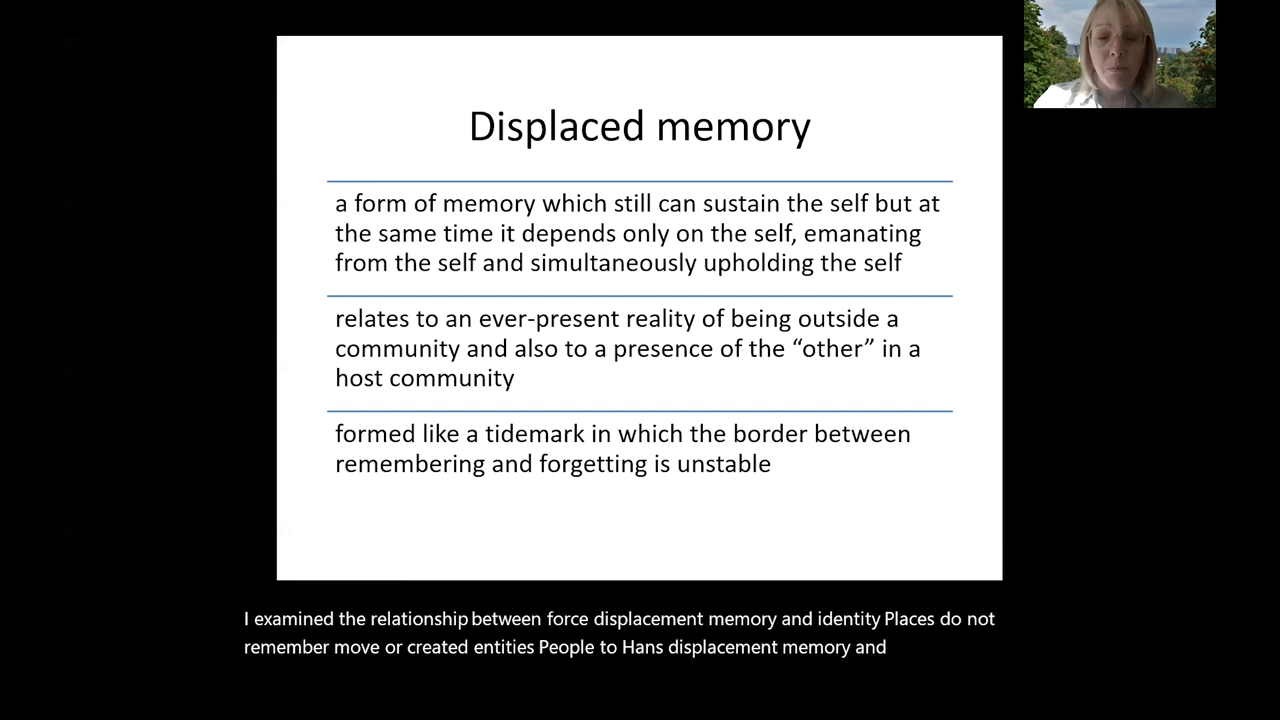 Displaced memory
a form of memory which still can sustain the self but at
the same time it depends only on the self, emanating
from the self and simultaneously upholding the self
relates to an ever-present reality of being outside a
community and also to a presence of the “other” in a
host community
formed like a tidemark in which the border between
remembering and forgetting is unstable
I examined the relationship between force displacement memory and identity Places do not
remember move or created entities People to Hans displacement memory and